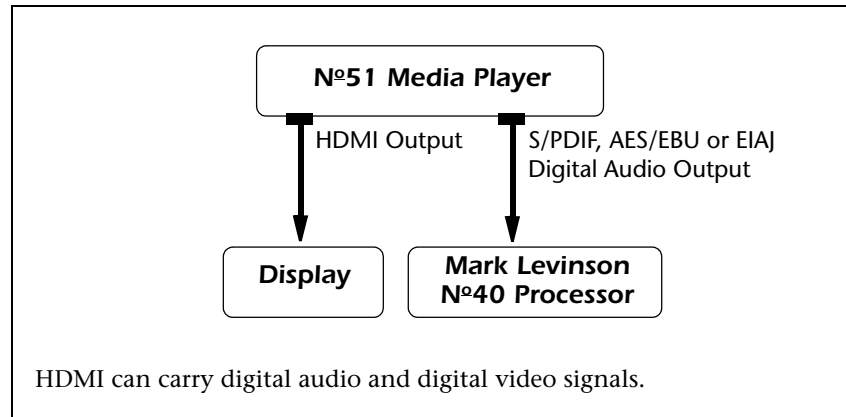 Nº51 Media Player
HDMI Output
S/PDIF, AES/EBU or EIAJ
Digital Audio Output
Display
Mark Levinson
Nº40 Processor
HDMI can carry digital audio and digital video signals.